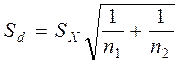 S_d = S_X √(1/n_1 + 1/n_2)